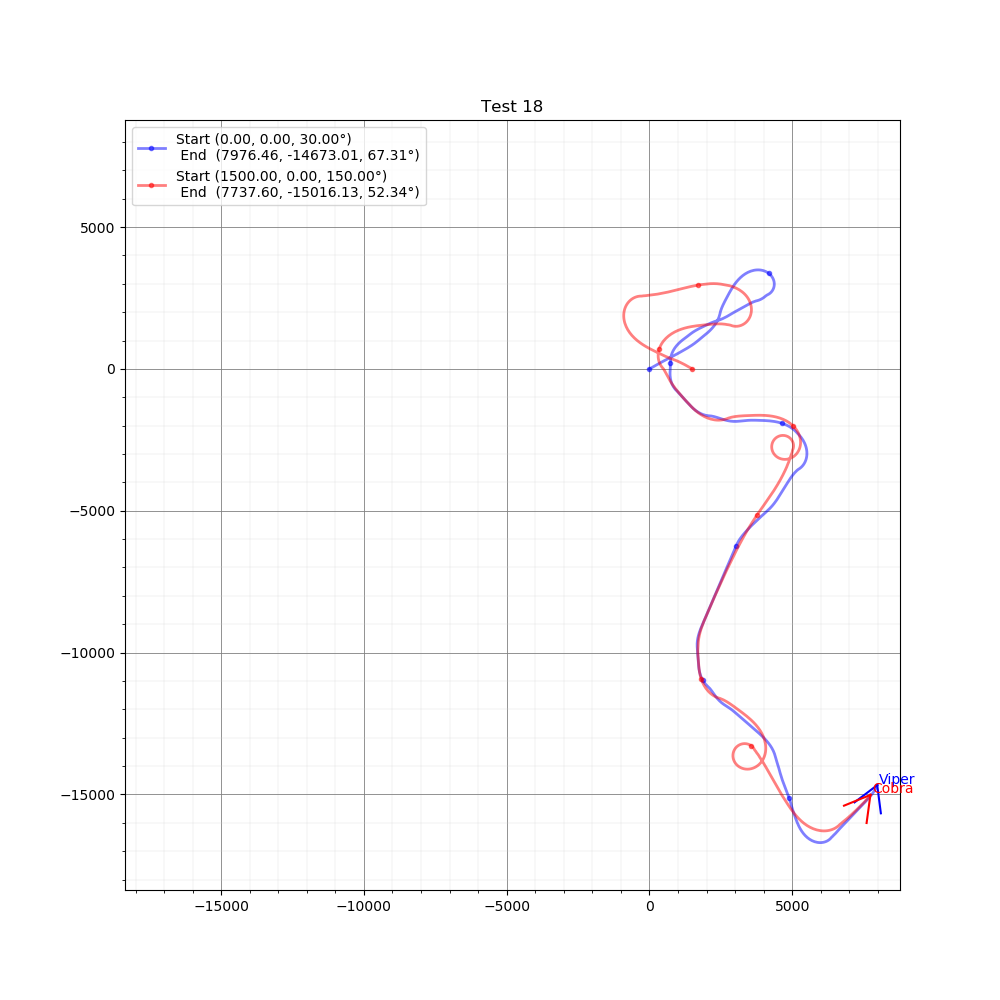 Test 18
Start (0.00, 0.00, 30.00°)
End  (7976.46, -14673.01, 67.31°)
Start (1500.00, 0.00, 150.00°)
End  (7737.60, -15016.13, 52.34°)
5000
0
−5000
−10000
−15000
Viper
Cobra
−15000 −10000 −5000 0 5000